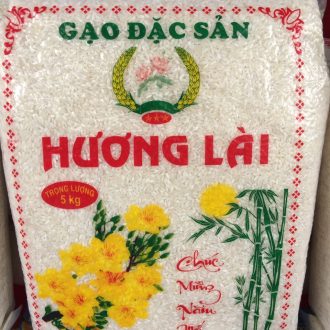 GẠO ĐẶC SẢN
HƯƠNG LÀI
TRỌNG LƯỢNG
5 kg
Chúc
Mừng
Năm